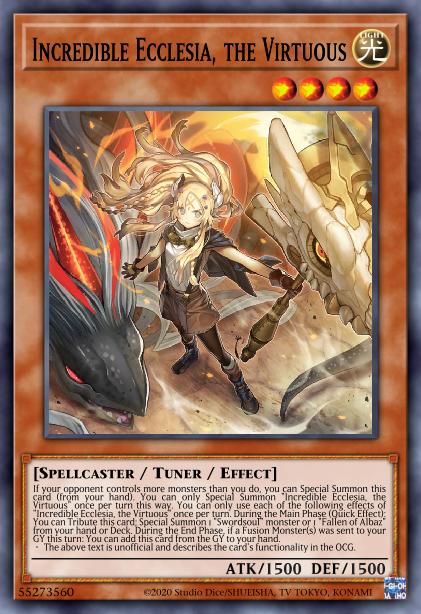 INCREDIBLE ECCLESIA, THE VIRTUOUS
LIGHT
光
[SPELLCASTER / TUNER / EFFECT]
If your opponent controls more monsters than you do, you can Special Summon this
card (from your hand). You can only Special Summon "Incredible Ecclesia, the
Virtuous" once per turn this way. You can only use each of the following effects of
"Incredible Ecclesia, the Virtuous" once per turn. During the Main Phase (Quick Effect):
You can Tribute this card; Special Summon 1 "Swordsoul" monster or 1 "Fallen of Albaz"
from your hand or Deck. During the End Phase, if a Fusion Monster(s) was sent to your
GY this turn: You can add this card from the GY to your hand.
- The above text is unofficial and describes the card's functionality in the OCG.
ATK/1500 DEF/1500
55273560
©2020 Studio Dice/SHUEISHA, TV TOKYO, KONAMI